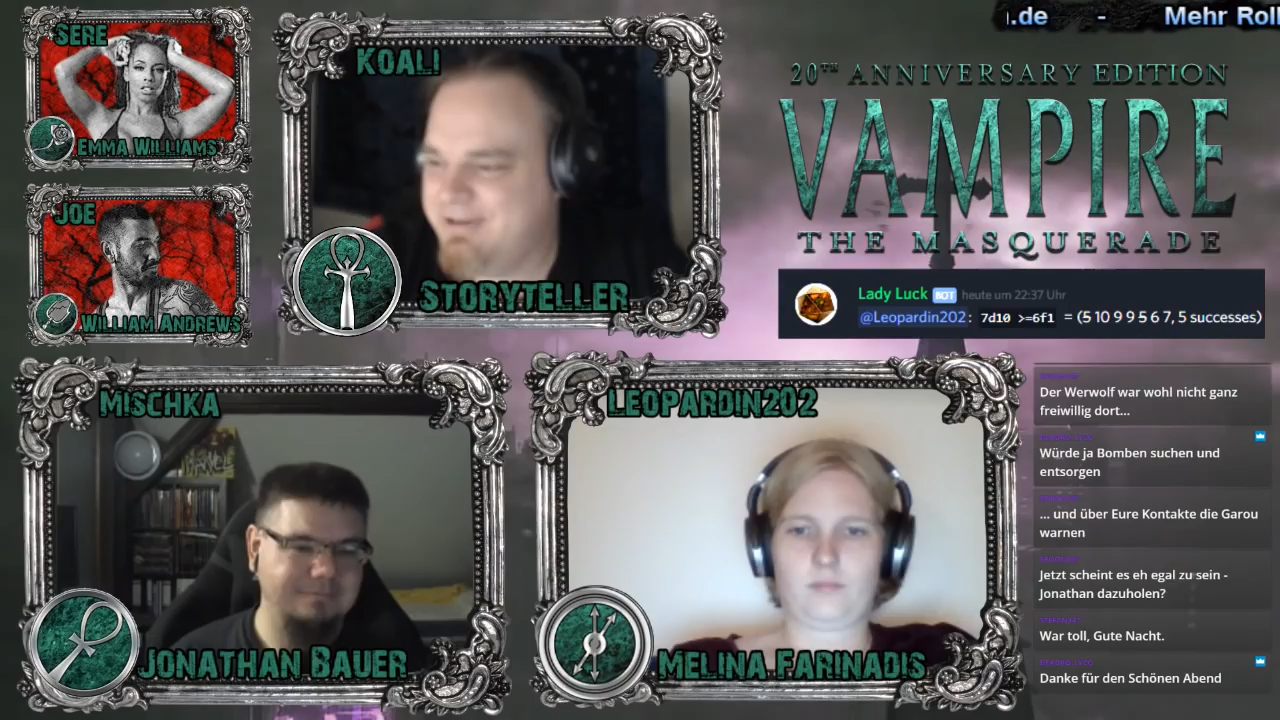 .de - Mehr Roll
SERE
EMMA WILLIAMS
JOE
WILLIAM ANDREWS
KOALI
STORYTELLER
20TH ANNIVERSARY EDITION
VAMPIRE
THE MASQUERADE
Lady Luck BOT heute um 22:37 Uhr
@Leopardin202: 7d10 >=6f1 = (5 10 9 9 5 6 7, 5 successes)
MISCHKA
JONATHAN BAUER
LEOPARDIN202
MELINA FARINADIS
Der Werwolf war wohl nicht ganz
freiwillig dort...
Würde ja Bomben suchen und
entsorgen
... und über Eure Kontakte die Garou
warnen
Jetzt scheint es eh egal zu sein -
Jonathan dazuholen?
War toll, Gute Nacht.
Danke für den Schönen Abend